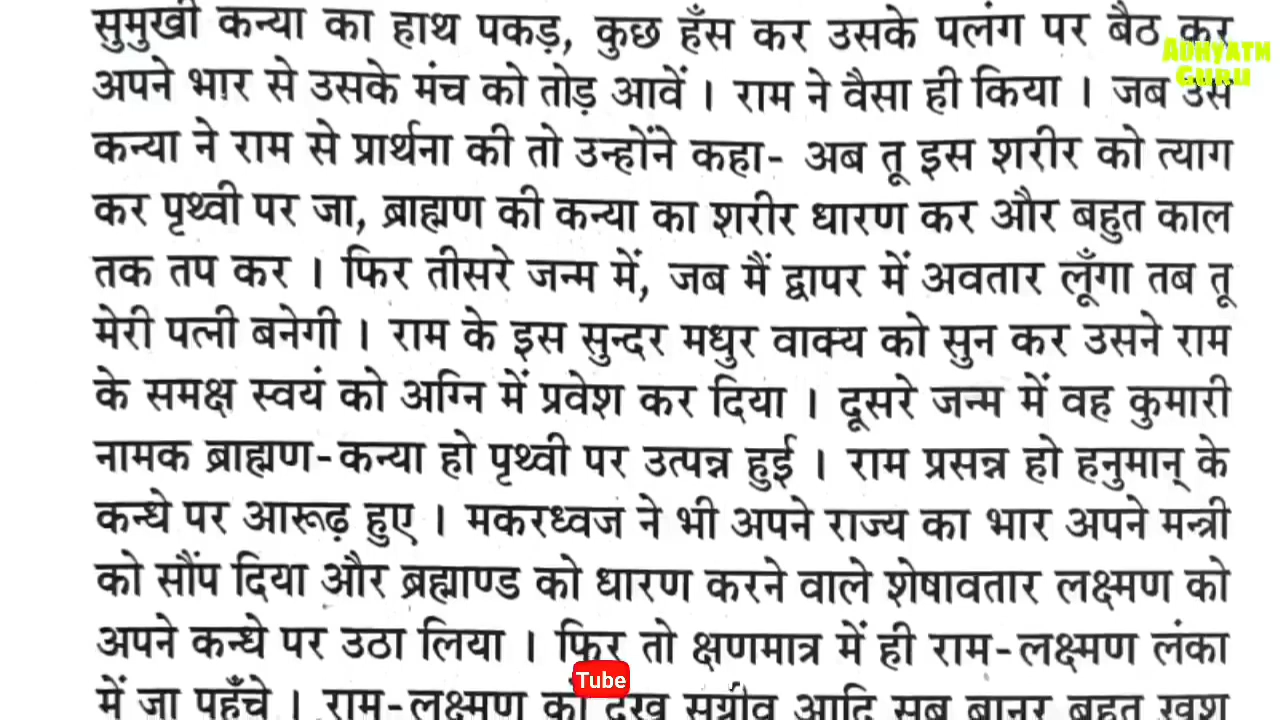 सुमुखी कन्या का हाथ पकड़, कुछ हँस कर उसके पलंग पर बैठ कर
अपने भार से उसके मंच को तोड़ आवें । राम ने वैसा ही किया । जब उस
कन्या ने राम से प्रार्थना की तो उन्होंने कहा- अब तू इस शरीर को त्याग
कर पृथ्वी पर जा, ब्राह्मण की कन्या का शरीर धारण कर और बहुत काल
तक तप कर । फिर तीसरे जन्म में, जब मैं द्वापर में अवतार लूँगा तब तू
मेरी पत्नी बनेगी । राम के इस सुन्दर मधुर वाक्य को सुन कर उसने राम
के समक्ष स्वयं को अग्नि में प्रवेश कर दिया । दूसरे जन्म में वह कुमारी
नामक ब्राह्मण-कन्या हो पृथ्वी पर उत्पन्न हुई । राम प्रसन्न हो हनुमान् के
कन्धे पर आरूढ़ हुए । मकरध्वज ने भी अपने राज्य का भार अपने मन्त्री
को सौंप दिया और ब्रह्माण्ड को धारण करने वाले शेषावतार लक्ष्मण को
अपने कन्धे पर उठा लिया । फिर तो क्षणमात्र में ही राम-लक्ष्मण लंका
में जा पहुँचे । राम-लक्ष्मण को देख सुग्रीव आदि सब बानर बहुत खुश
Adhyatm
Guru
Tube